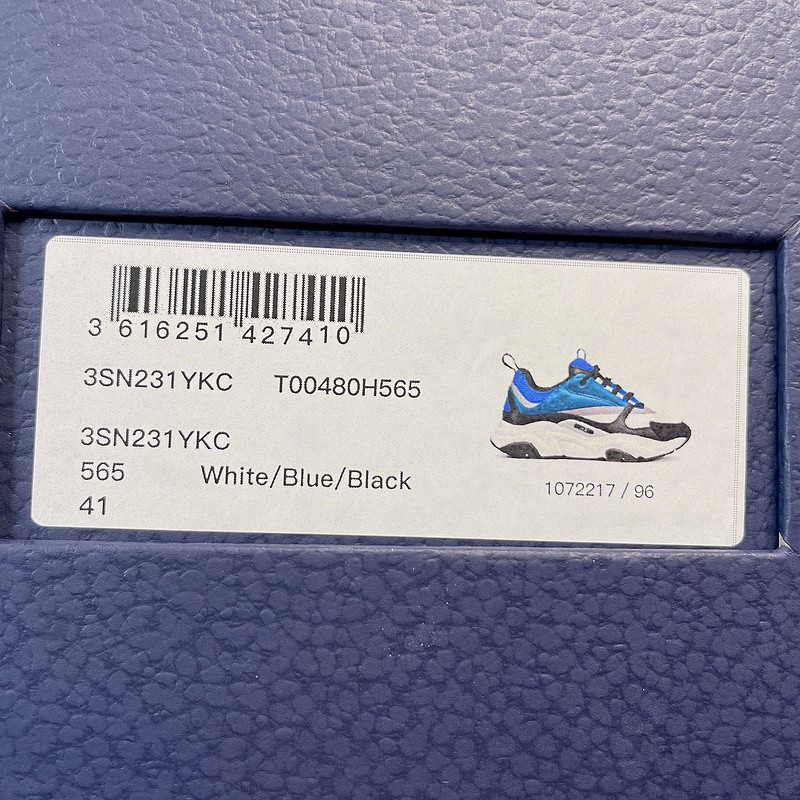 3 616251 427410
3SN231YKC T00480H565
3SN231YKC
565 White/Blue/Black
41
1072217 / 96